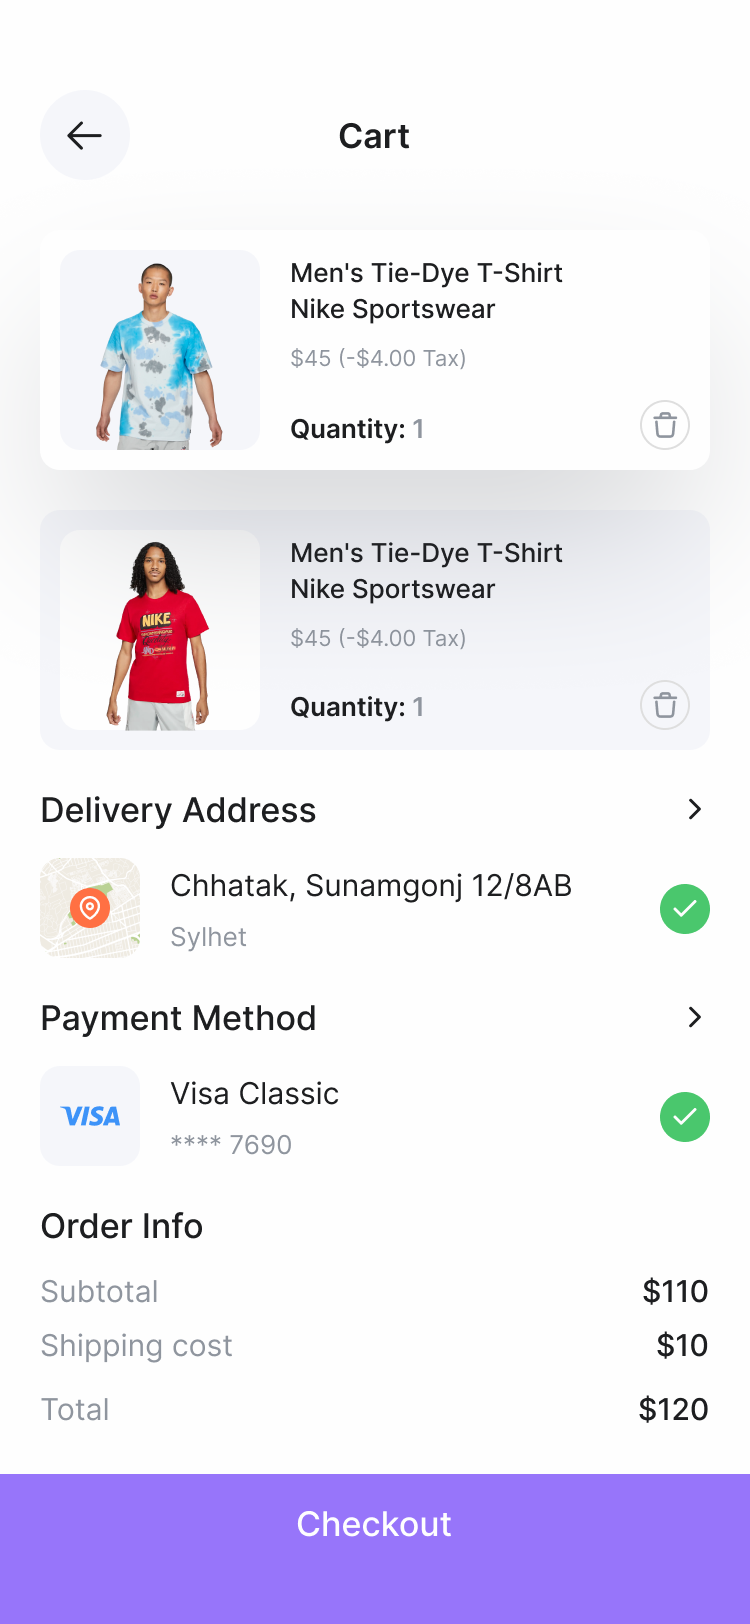 Cart
Men's Tie-Dye T-Shirt
Nike Sportswear
$45 (-$4.00 Tax)
Quantity: 1
Men's Tie-Dye T-Shirt
Nike Sportswear
$45 (-$4.00 Tax)
Quantity: 1
NIKE
Delivery Address
Chhatak, Sunamgonj 12/8AB
Sylhet
Payment Method
VISA
Visa Classic
**** 7690
Order Info
Subtotal $110
Shipping cost $10
Total $120
Checkout